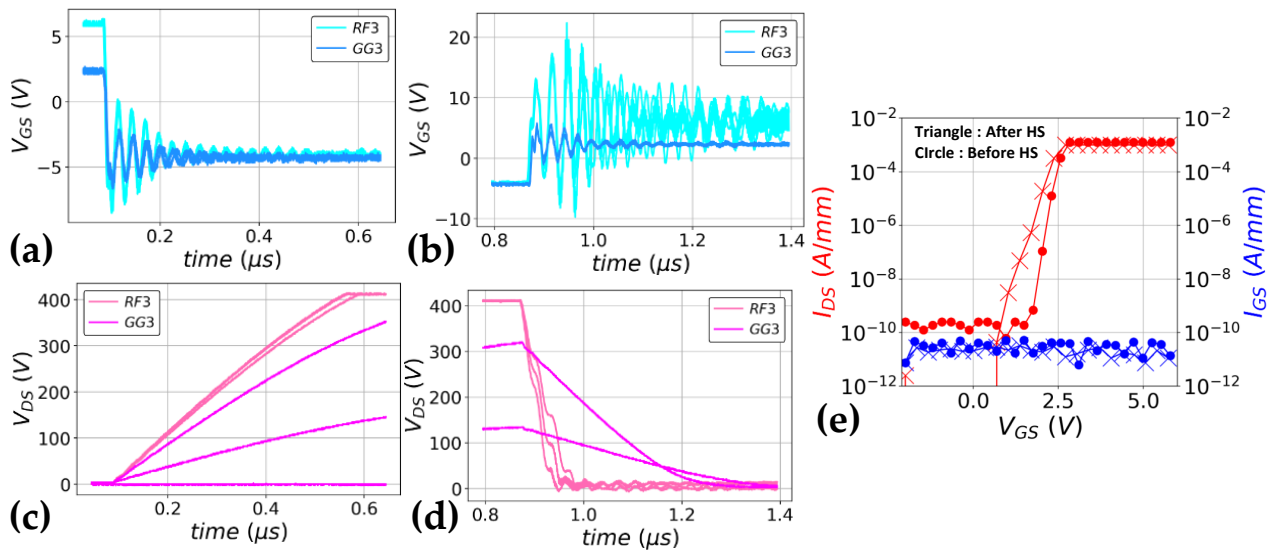 RF3
GG3
5
0
−5
V_GS (V)
0.2
0.4
0.6
time (μs)
(a)
RF3
GG3
20
10
0
−10
V_GS (V)
0.8
1.0
1.2
1.4
time (μs)
(b)
RF3
GG3
400
300
200
100
0
V_DS (V)
0.2
0.4
0.6
time (μs)
(c)
RF3
GG3
400
300
200
100
0
V_DS (V)
0.8
1.0
1.2
1.4
time (μs)
(d)
Triangle : After HS
CIrcle : Before HS
10^−2
10^−4
10^−6
10^−8
10^−10
10^−12
I_DS (A/mm)
10^−2
10^−4
10^−6
10^−8
10^−10
10^−12
I_GS (A/mm)
0.0
2.5
5.0
V_GS (V)
(e)